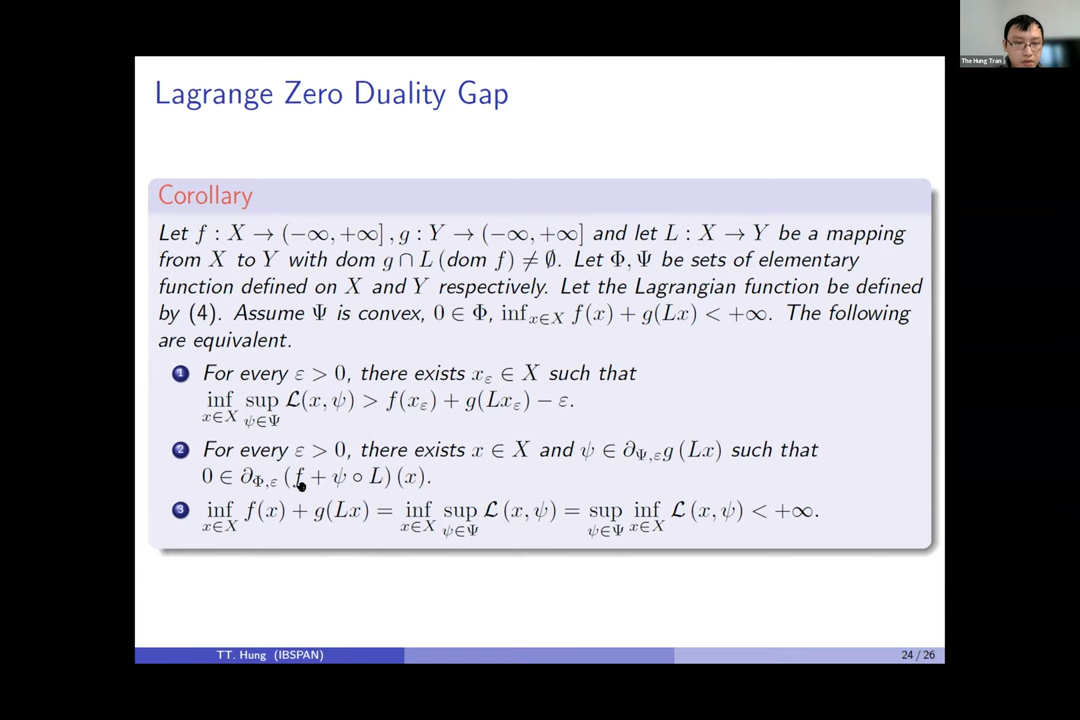 The Hung Tran
Lagrange Zero Duality Gap
Corollary
Let f : X → (−∞, +∞] , g : Y → (−∞, +∞] and let L : X → Y be a mapping
from X to Y with dom g ∩ L (dom f) ≠ ∅. Let Φ, Ψ be sets of elementary
function defined on X and Y respectively. Let the Lagrangian function be defined
by (4). Assume Ψ is convex, 0 ∈ Φ, inf_{x∈X} f(x) + g(Lx) < +∞. The following
are equivalent.
1 For every ε > 0, there exists x_ε ∈ X such that
inf_{x∈X} sup_{ψ∈Ψ} ℒ(x, ψ) > f(x_ε) + g(Lx_ε) − ε.
2 For every ε > 0, there exists x ∈ X and ψ ∈ ∂_{Ψ,ε}g (Lx) such that
0 ∈ ∂_{Φ,ε} (f + ψ ∘ L) (x).
3 inf_{x∈X} f(x) + g(Lx) = inf_{x∈X} sup_{ψ∈Ψ} ℒ (x, ψ) = sup_{ψ∈Ψ} inf_{x∈X} ℒ (x, ψ) < +∞.
TT. Hung (IBSPAN)
24 / 26